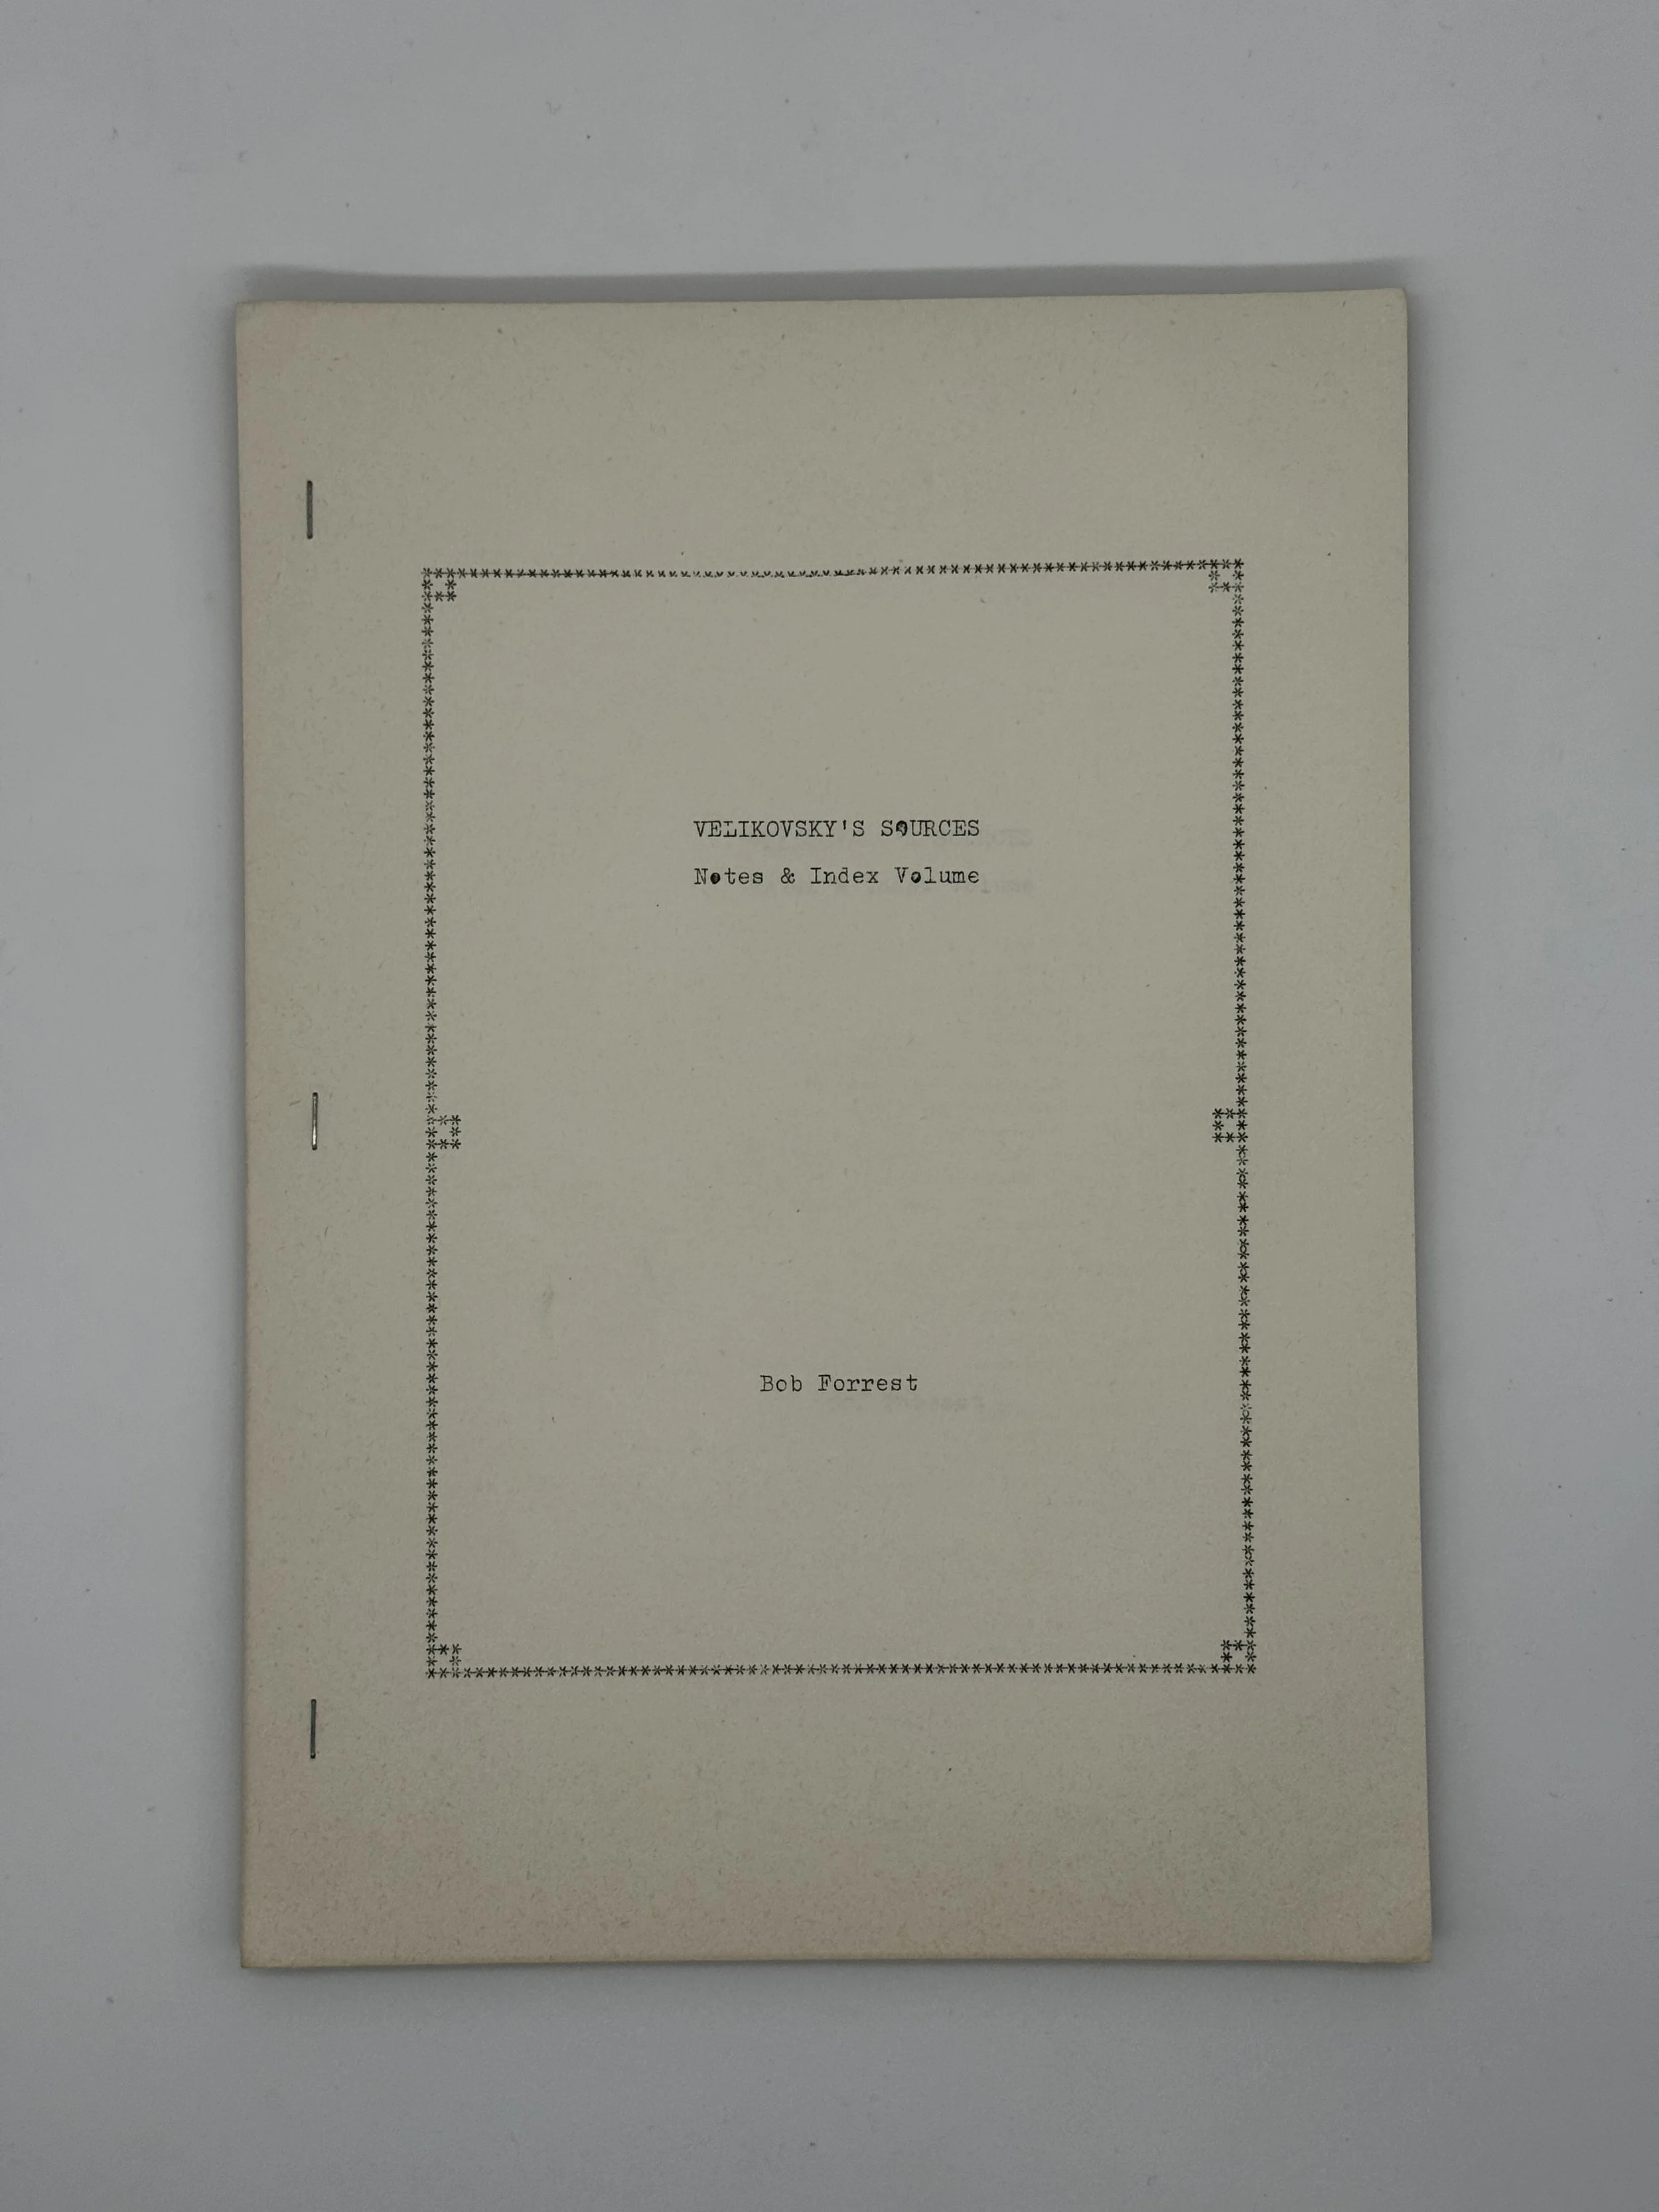 VELIKOVSKY'S SOURCES
Notes & Index Volume
Bob Forrest